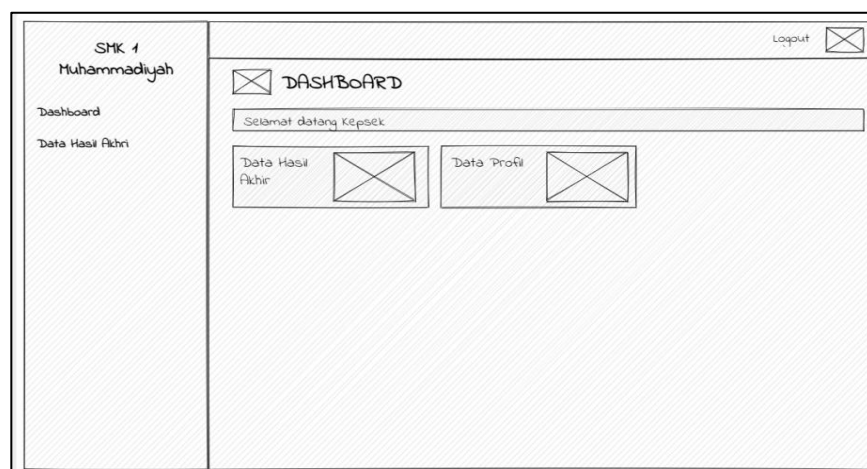 SMK 1
Muhammadiyah
Dashboard
Data Hasil Akhri
Logout
DASHBOARD
Selamat datang Kepsek
Data Hasil
Akhir
Data Profil